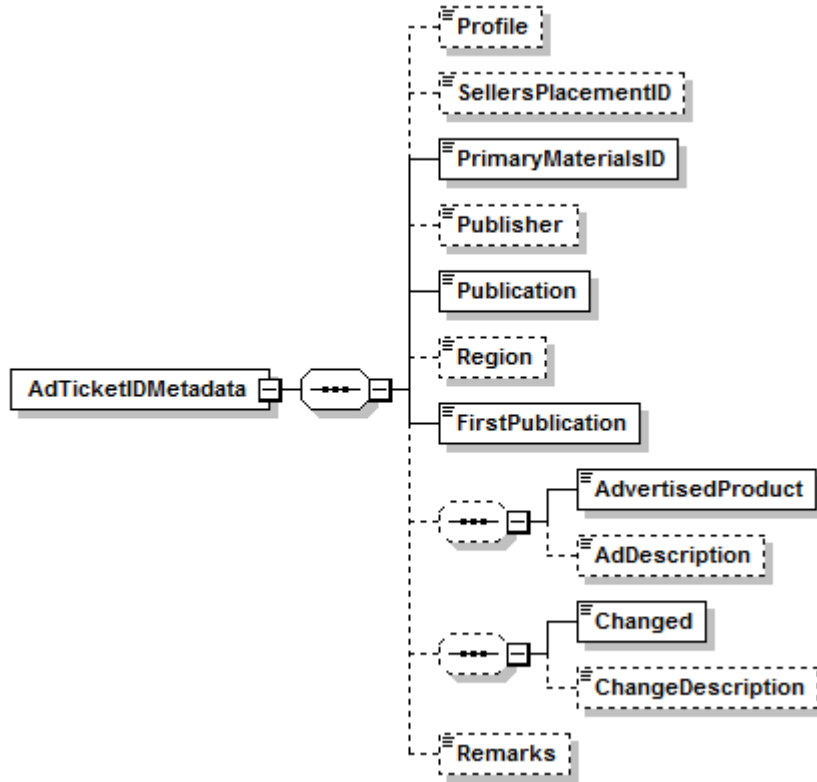 Profile
SellersPlacementID
PrimaryMaterialsID
Publisher
Publication
Region
AdTicketIDMetadata
FirstPublication
AdvertisedProduct
AdDescription
Changed
ChangeDescription
Remarks